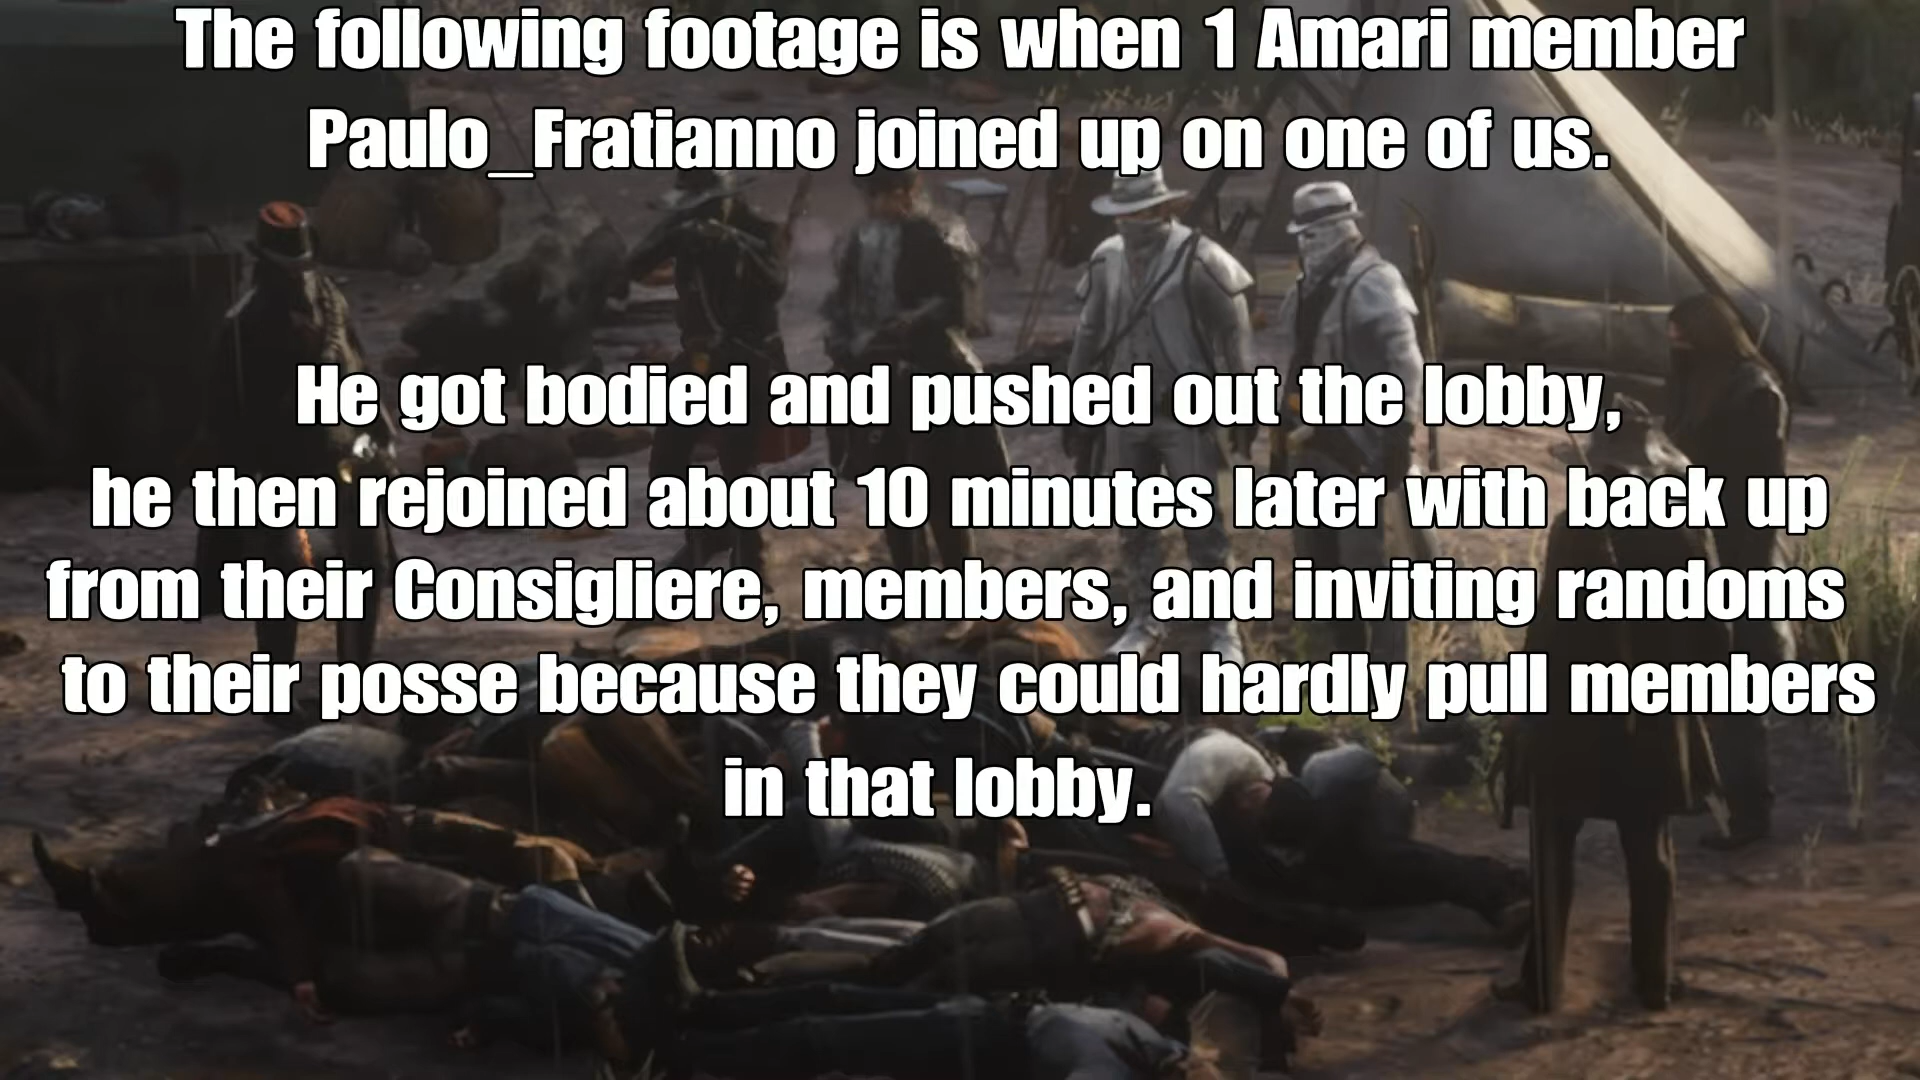 The following footage is when 1 Amari member
Paulo_Fratianno joined up on one of us.
He got bodied and pushed out the lobby,
he then rejoined about 10 minutes later with back up
from their Consigliere, members, and inviting randoms
to their posse because they could hardly pull members
in that lobby.